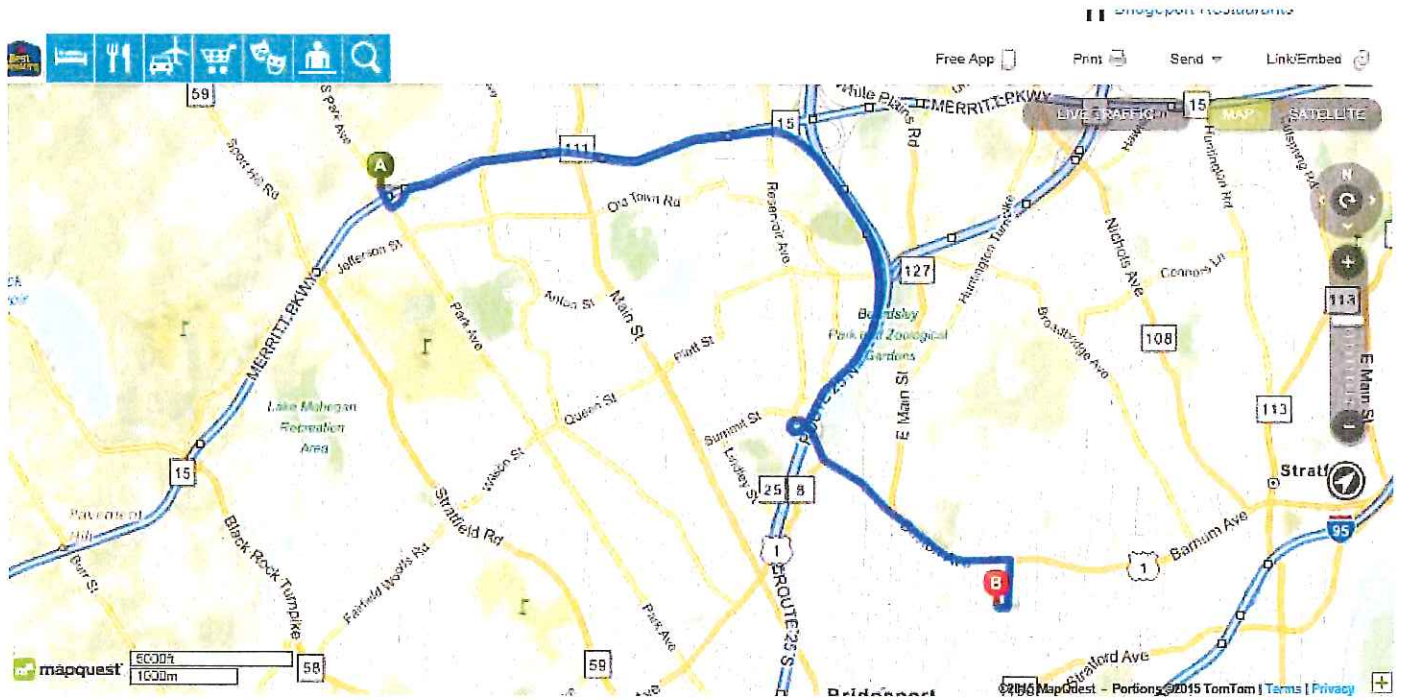 Bridgeport Restaurants
Best Western
Free App
Print
Send
Link/Embed
59
S Park Ave
White Plains Rd
MERRITT PKWY
15
LIVE TRAFFIC
MAP
SATELLITE
15
111
A
Sport Hill Rd
Old Town Rd
Reservoir Ave
Huntington Rd
Cutspring Rd
N
Jefferson St
127
Huntington Turnpike
Nichols Ave
Connors Ln
113
MERRITT PKWY
Park Ave
Anton St
Main St
Platt St
Beardsley
Park and Zoological
Gardens
Broadbridge Ave
108
E Main St
Lake Mohegan
Recreation
Area
Queen St
Summit St
ROUTE 25 N
E Main St
113
Wilson St
Lindley St
15
25
8
Stratf
Stratfield Rd
Black Rock Turnpike
Fairfield Woods Rd
Burr St
1
Barnum Ave
1
95
B
ROUTE 25 S
Park Ave
mapquest
5000ft
1000m
58
59
Stratford Ave
Bridgeport
©2015 MapQuest - Portions ©2015 TomTom | Terms | Privacy